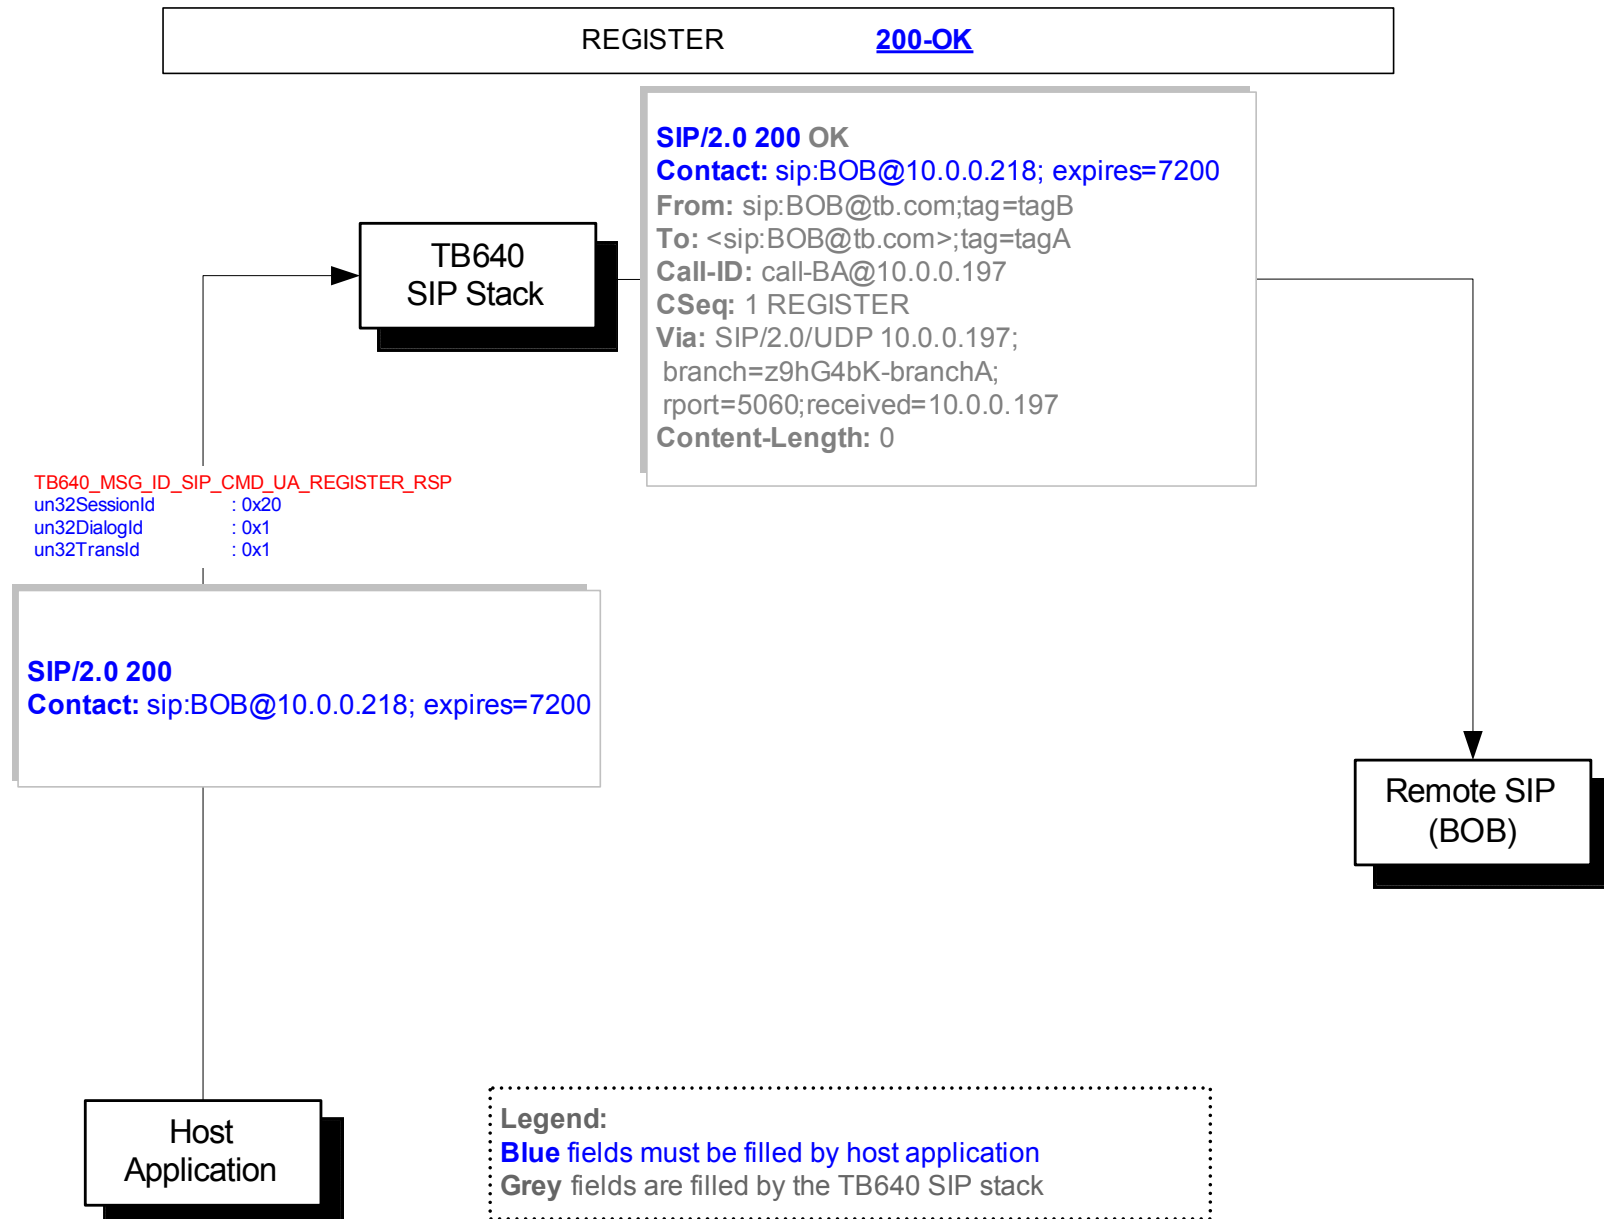 REGISTER 200-OK
SIP/2.0 200 OK
Contact: sip:BOB@10.0.0.218; expires=7200
From: sip:BOB@tb.com;tag=tagB
To: <sip:BOB@tb.com>;tag=tagA
Call-ID: call-BA@10.0.0.197
CSeq: 1 REGISTER
Via: SIP/2.0/UDP 10.0.0.197;
branch=z9hG4bK-branchA;
rport=5060;received=10.0.0.197
Content-Length: 0
TB640
SIP Stack
TB640_MSG_ID_SIP_CMD_UA_REGISTER_RSP
un32SessionId : 0x20
un32DialogId : 0x1
un32TransId : 0x1
SIP/2.0 200
Contact: sip:BOB@10.0.0.218; expires=7200
Remote SIP
(BOB)
Host
Application
Legend:
Blue fields must be filled by host application
Grey fields are filled by the TB640 SIP stack